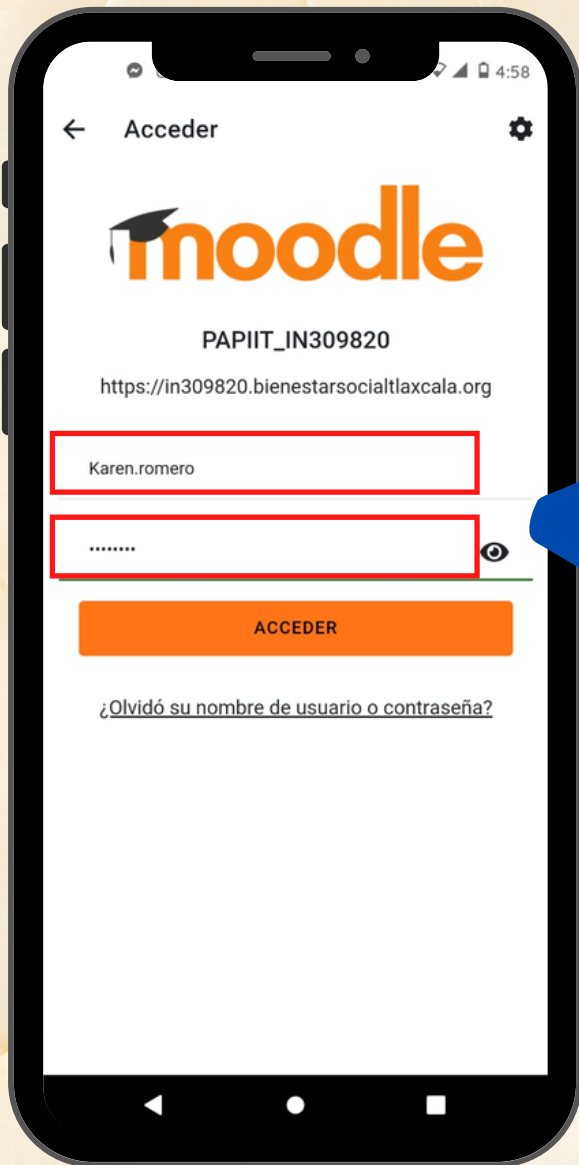 4:58
Acceder
moodle
PAPIIT_IN309820
https://in309820.bienestarsocialtlaxcala.org
Karen.romero
........
ACCEDER
¿Olvidó su nombre de usuario o contraseña?